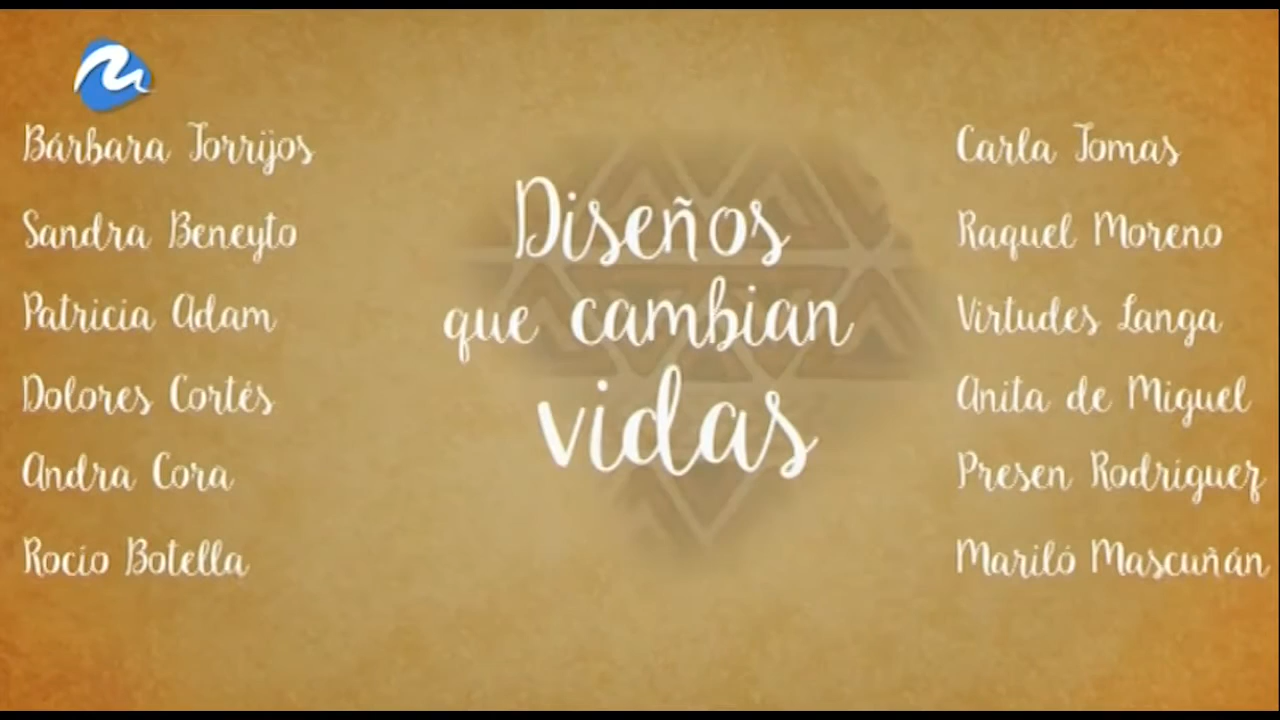 Bárbara Torrijos
Sandra Beneyto
Patricia Adam
Dolores Cortés
Andra Cora
Rocío Botella
Diseños
que cambian
vidas
Carla Tomas
Raquel Moreno
Virtudes Langa
Anita de Miguel
Presen Rodríguez
Mariló Mascuñán